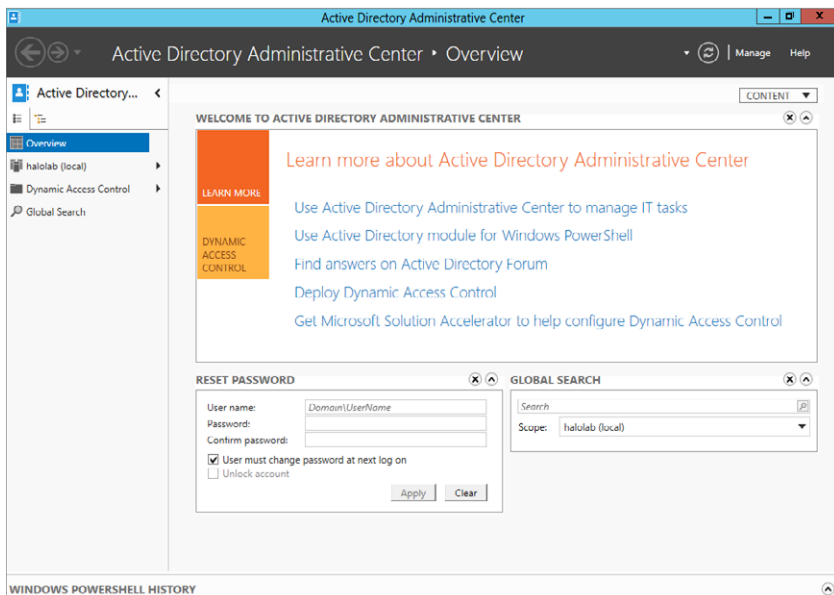 Active Directory Administrative Center
Active Directory Administrative Center • Overview
Manage
Help
Active Directory...
Overview
halolab (local)
Dynamic Access Control
Global Search
CONTENT
WELCOME TO ACTIVE DIRECTORY ADMINISTRATIVE CENTER
LEARN MORE
DYNAMIC
ACCESS
CONTROL
Learn more about Active Directory Administrative Center
Use Active Directory Administrative Center to manage IT tasks
Use Active Directory module for Windows PowerShell
Find answers on Active Directory Forum
Deploy Dynamic Access Control
Get Microsoft Solution Accelerator to help configure Dynamic Access Control
RESET PASSWORD
User name: Domain\UserName
Password:
Confirm password:
User must change password at next log on
Unlock account
Apply Clear
GLOBAL SEARCH
Search
Scope: halolab (local)
WINDOWS POWERSHELL HISTORY